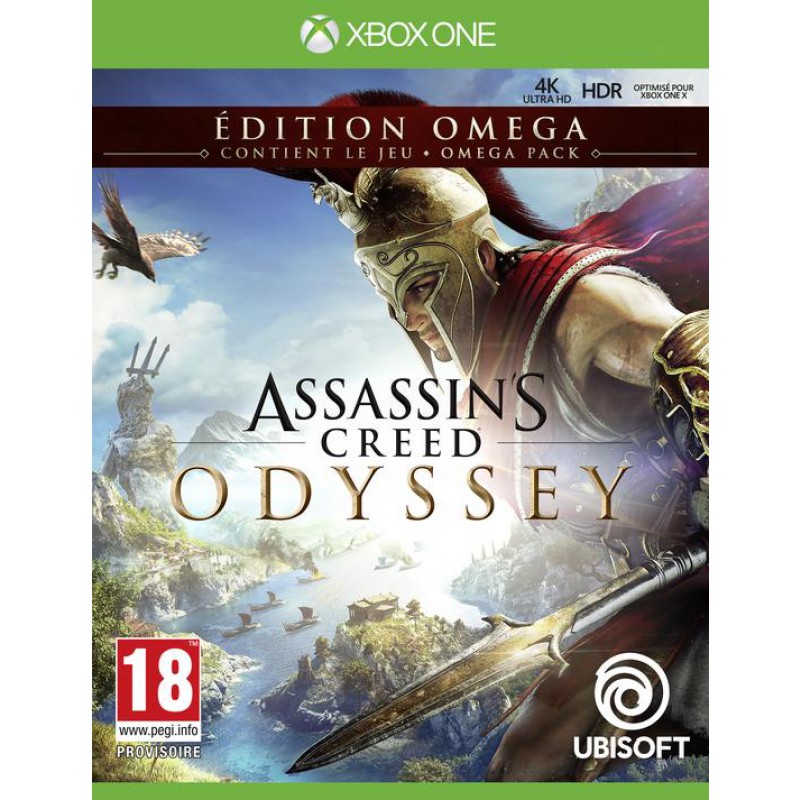 XBOX ONE
4K
ULTRA HD
HDR
OPTIMISÉ POUR
XBOX ONE X
ÉDITION OMEGA
CONTIENT LE JEU • OMEGA PACK
ASSASSIN'S
CREED
ODYSSEY
18 ™
www.pegi.info
PROVISOIRE
UBISOFT